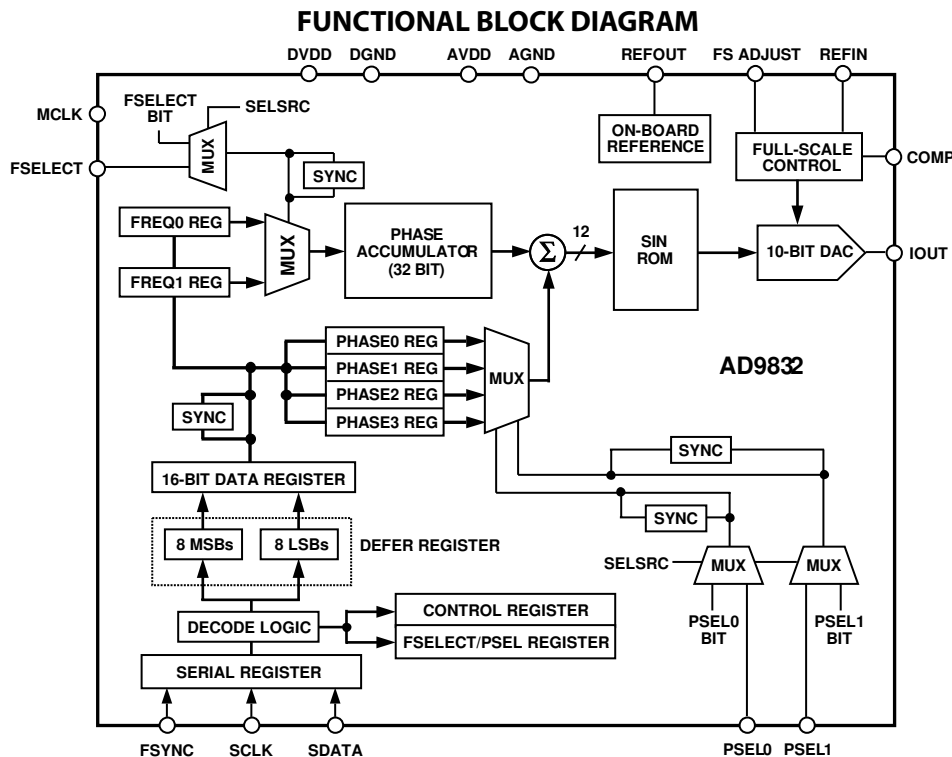 FUNCTIONAL BLOCK DIAGRAM
DVDD
DGND
AVDD
AGND
REFOUT
FS ADJUST
REFIN
MCLK
FSELECT
BIT
SELSRC
MUX
FSELECT
SYNC
ON-BOARD
REFERENCE
FULL-SCALE
CONTROL
COMP
FREQ0 REG
FREQ1 REG
MUX
PHASE
ACCUMULATOR
(32 BIT)
Σ
12
SIN
ROM
10-BIT DAC
IOUT
PHASE0 REG
PHASE1 REG
PHASE2 REG
PHASE3 REG
MUX
AD9832
SYNC
16-BIT DATA REGISTER
SYNC
SYNC
8 MSBs
8 LSBs
DEFER REGISTER
SELSRC
MUX
MUX
DECODE LOGIC
CONTROL REGISTER
FSELECT/PSEL REGISTER
PSEL0
BIT
PSEL1
BIT
SERIAL REGISTER
FSYNC
SCLK
SDATA
PSEL0
PSEL1